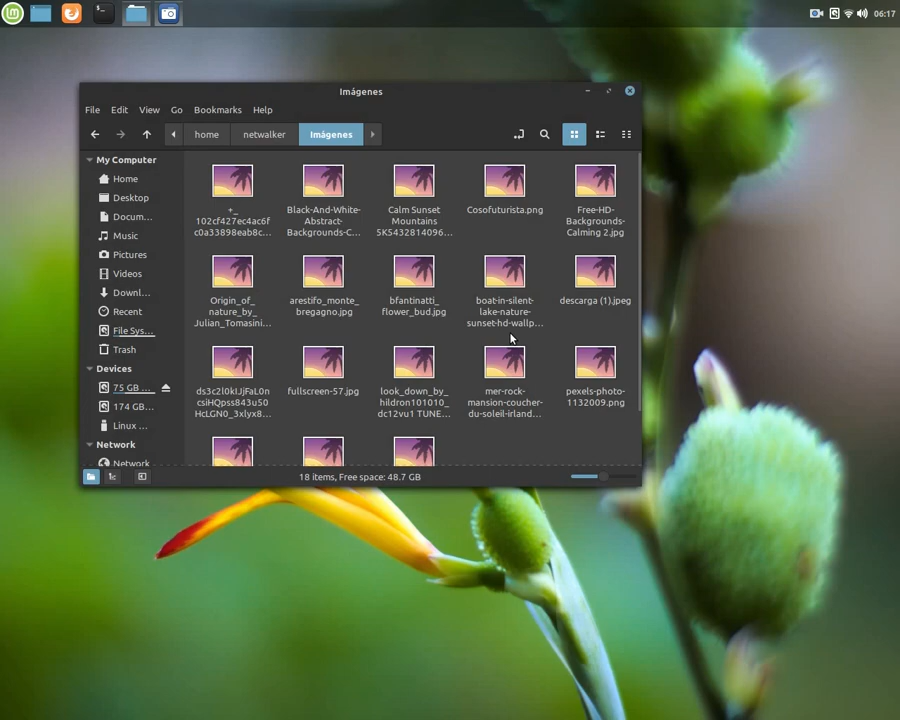 06:17
Imágenes
File Edit View Go Bookmarks Help
home netwalker Imágenes
My Computer
Home
Desktop
Docum...
Music
Pictures
Videos
Downl...
Recent
File Sys...
Trash
Devices
75 GB ...
174 GB...
Linux ...
Network
Network
+_
102cf427ec4ac6f
c0a33898eab8c...
Black-And-White-
Abstract-
Backgrounds-C...
Calm Sunset
Mountains
5K5432814096...
Cosofuturista.png
Free-HD-
Backgrounds-
Calming 2.jpg
Origin_of_
nature_by_
Julian_Tomasini...
arestifo_monte_
bregagno.jpg
bfantinatti_
flower_bud.jpg
boat-in-silent-
lake-nature-
sunset-hd-wallp...
descarga (1).jpeg
fullscreen-57.jpg
look_down_by_
hildron101010_
dc12vu1 TUNE...
mer-rock-
mansion-coucher-
du-soleil-irland...
pexels-photo-
1132009.png
18 items, Free space: 48.7 GB